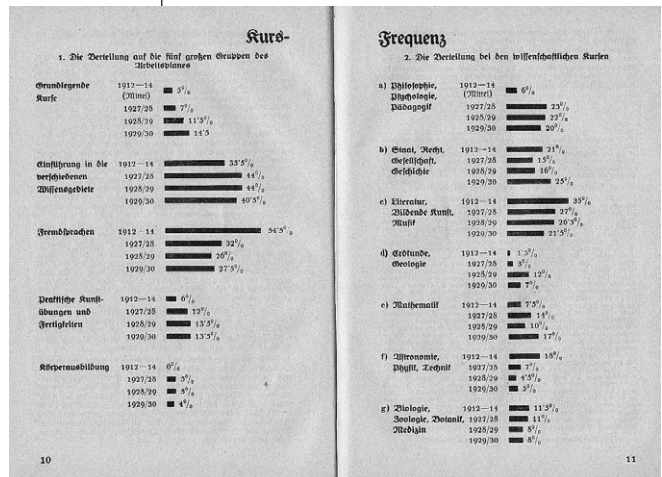 Kurs-
1. Die Verteilung auf die fünf großen Gruppen des
Arbeitsplanes
Grundlegende 1912—14 5%
Kurse (Mittel)
1927/28 7%
1928/29 11'5%
1929/30 14'5
Einführung in die 1912—14 35'5%
verschiedenen 1927/28 44%
Wissensgebiete 1928/29 44%
1929/30 40'5%
Fremdsprachen 1912—14 54'5%
1927/28 32%
1928/29 26%
1929/30 27'5%
Praktische Kunst- 1912—14 6%
übungen und 1927/28 12%
Fertigkeiten 1928/29 13'5%
1929/30 13'5%
Körperausbildung 1912—14 0%
1927/28 5%
1928/29 5%
1929/30 4%
10
Frequenz
2. Die Verteilung bei den wissenschaftlichen Kursen
a) Philosophie, 1912—14 6%
Psychologie, (Mittel)
Pädagogik 1927/28 23%
1928/29 22%
1929/30 20%
b) Staat, Recht, 1912—14 21%
Gesellschaft, 1927/28 15%
Geschichte 1928/29 16%
1929/30 25%
c) Literatur, 1912—14 35%
Bildende Kunst, 1927/28 27%
Musik 1928/29 26'5%
1929/30 21'5%
d) Erdkunde, 1912—14 1'5%
Geologie 1927/28 3%
1928/29 12%
1929/30 7%
e) Mathematik 1912—14 7'5%
1927/28 14%
1928/29 10%
1929/30 17%
f) Astronomie, 1912—14 18%
Physik, Technik 1927/28 7%
1928/29 4'5%
1929/30 5%
g) Biologie, 1912—14 11'5%
Zoologie, Botanik, 1927/28 11%
Medizin 1928/29 8%
1929/30 8%
11